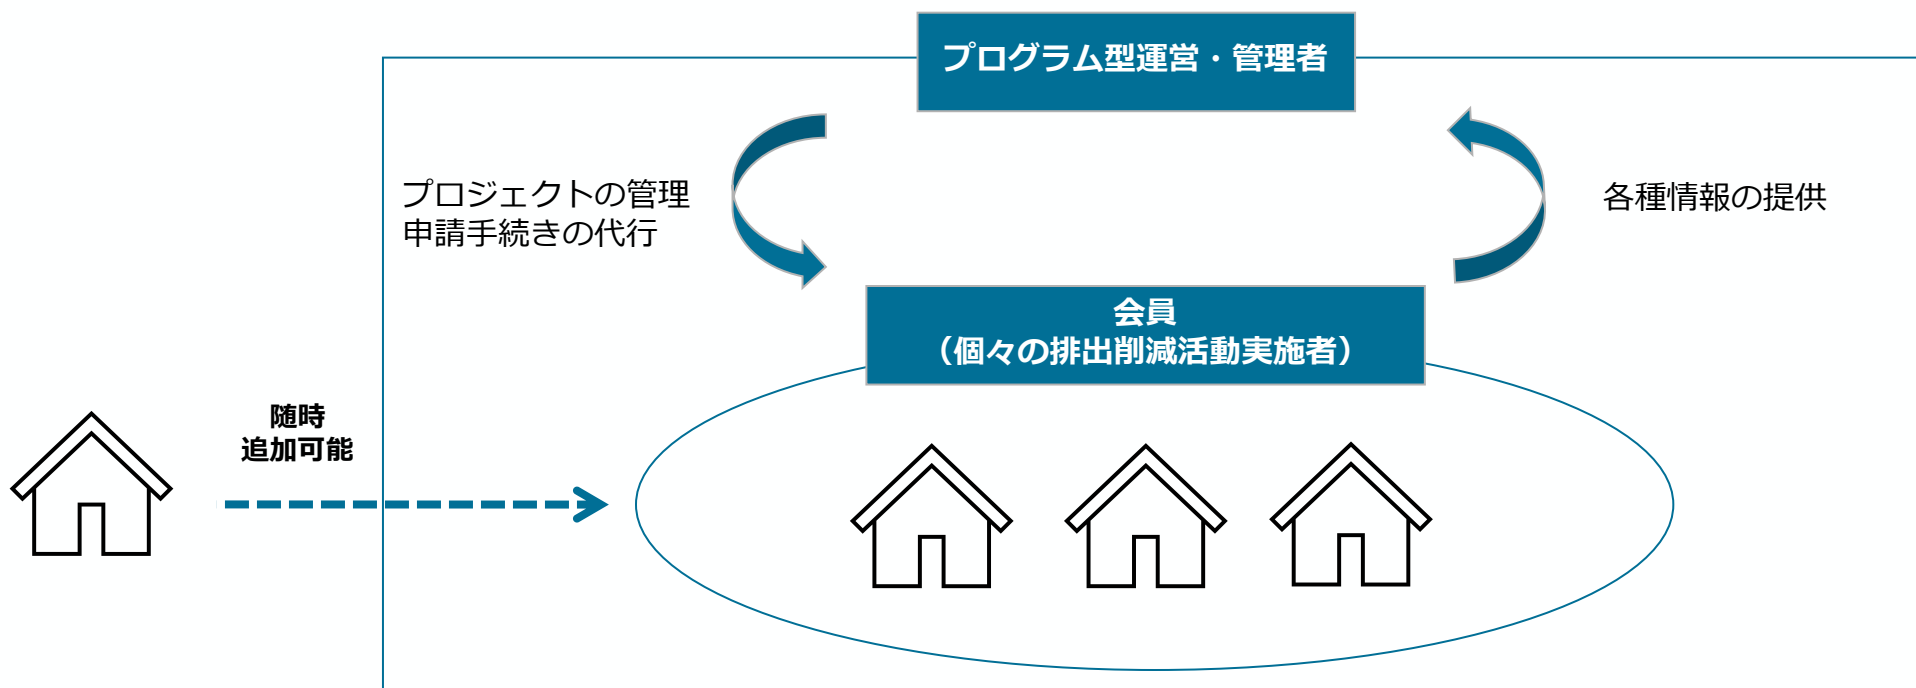 プログラム型運営・管理者
プロジェクトの管理
申請手続きの代行
各種情報の提供
会員
（個々の排出削減活動実施者）
随時
追加可能